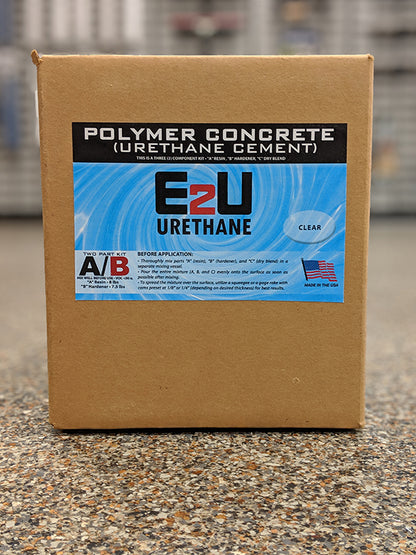 POLYMER CONCRETE
(URETHANE CEMENT)
THIS IS A THREE (3) COMPONENT KIT - "A" RESIN, "B" HARDENER, "C" DRY BLEND
E2U
URETHANE
CLEAR
TWO PART KIT
A/B
MIX WELL BEFORE USE
"A" Resin - 8 lbs
"B" Hardener - 7.5 lbs
BEFORE APPLICATION:
- Thoroughly mix parts "A" (resin), "B" (hardener), and "C" (dry blend) in a
separate mixing vessel.
- Pour the entire mixture (A, B, and C) evenly onto the surface as soon as
possible after mixing.
- To spread the mixture over the surface, utilize a squeegee or a gage rake with
cams preset at 1/8" or 1/4" (depending on desired thickness) for best results.
MADE IN THE USA